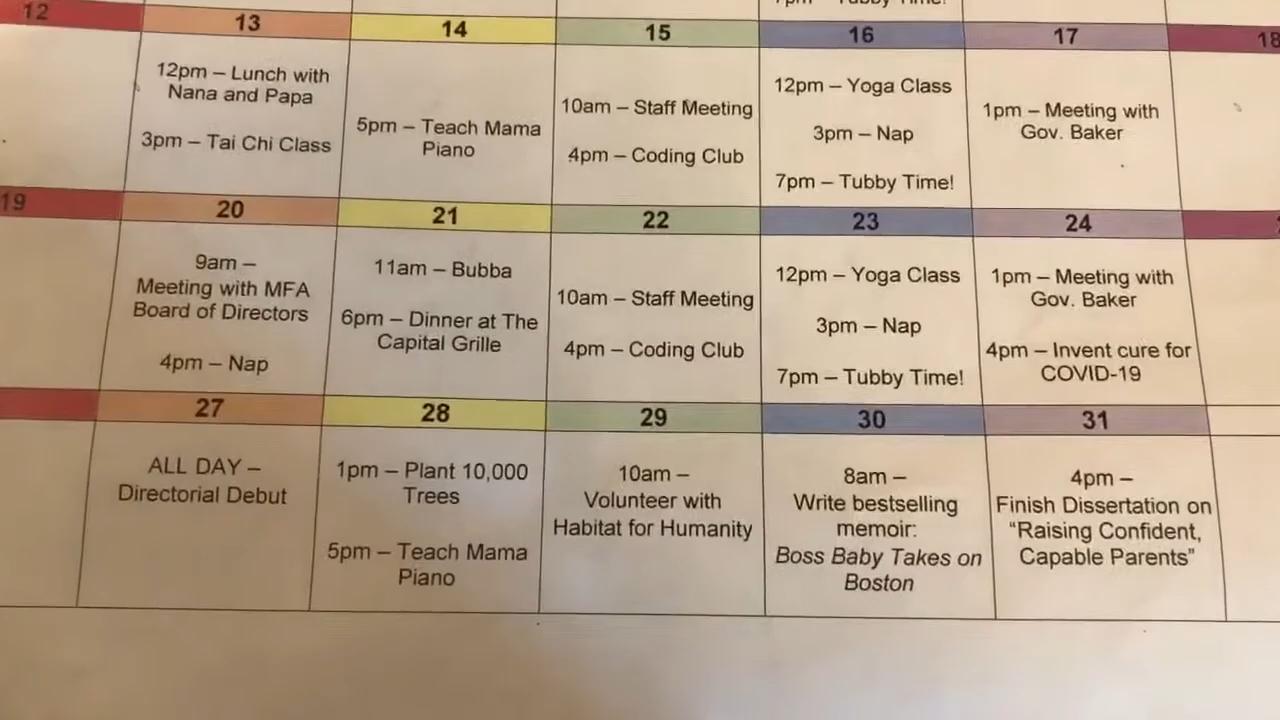 7pm – Tubby Time!
12
13
14
15
16
17
18
12pm – Lunch with
Nana and Papa
3pm – Tai Chi Class
5pm – Teach Mama
Piano
10am – Staff Meeting
4pm – Coding Club
12pm – Yoga Class
3pm – Nap
7pm – Tubby Time!
1pm – Meeting with
Gov. Baker
19
20
21
22
23
24
9am –
Meeting with MFA
Board of Directors
4pm – Nap
11am – Bubba
6pm – Dinner at The
Capital Grille
10am – Staff Meeting
4pm – Coding Club
12pm – Yoga Class
3pm – Nap
7pm – Tubby Time!
1pm – Meeting with
Gov. Baker
4pm – Invent cure for
COVID-19
27
28
29
30
31
ALL DAY –
Directorial Debut
1pm – Plant 10,000
Trees
5pm – Teach Mama
Piano
10am –
Volunteer with
Habitat for Humanity
8am –
Write bestselling
memoir:
Boss Baby Takes on
Boston
4pm –
Finish Dissertation on
“Raising Confident,
Capable Parents”